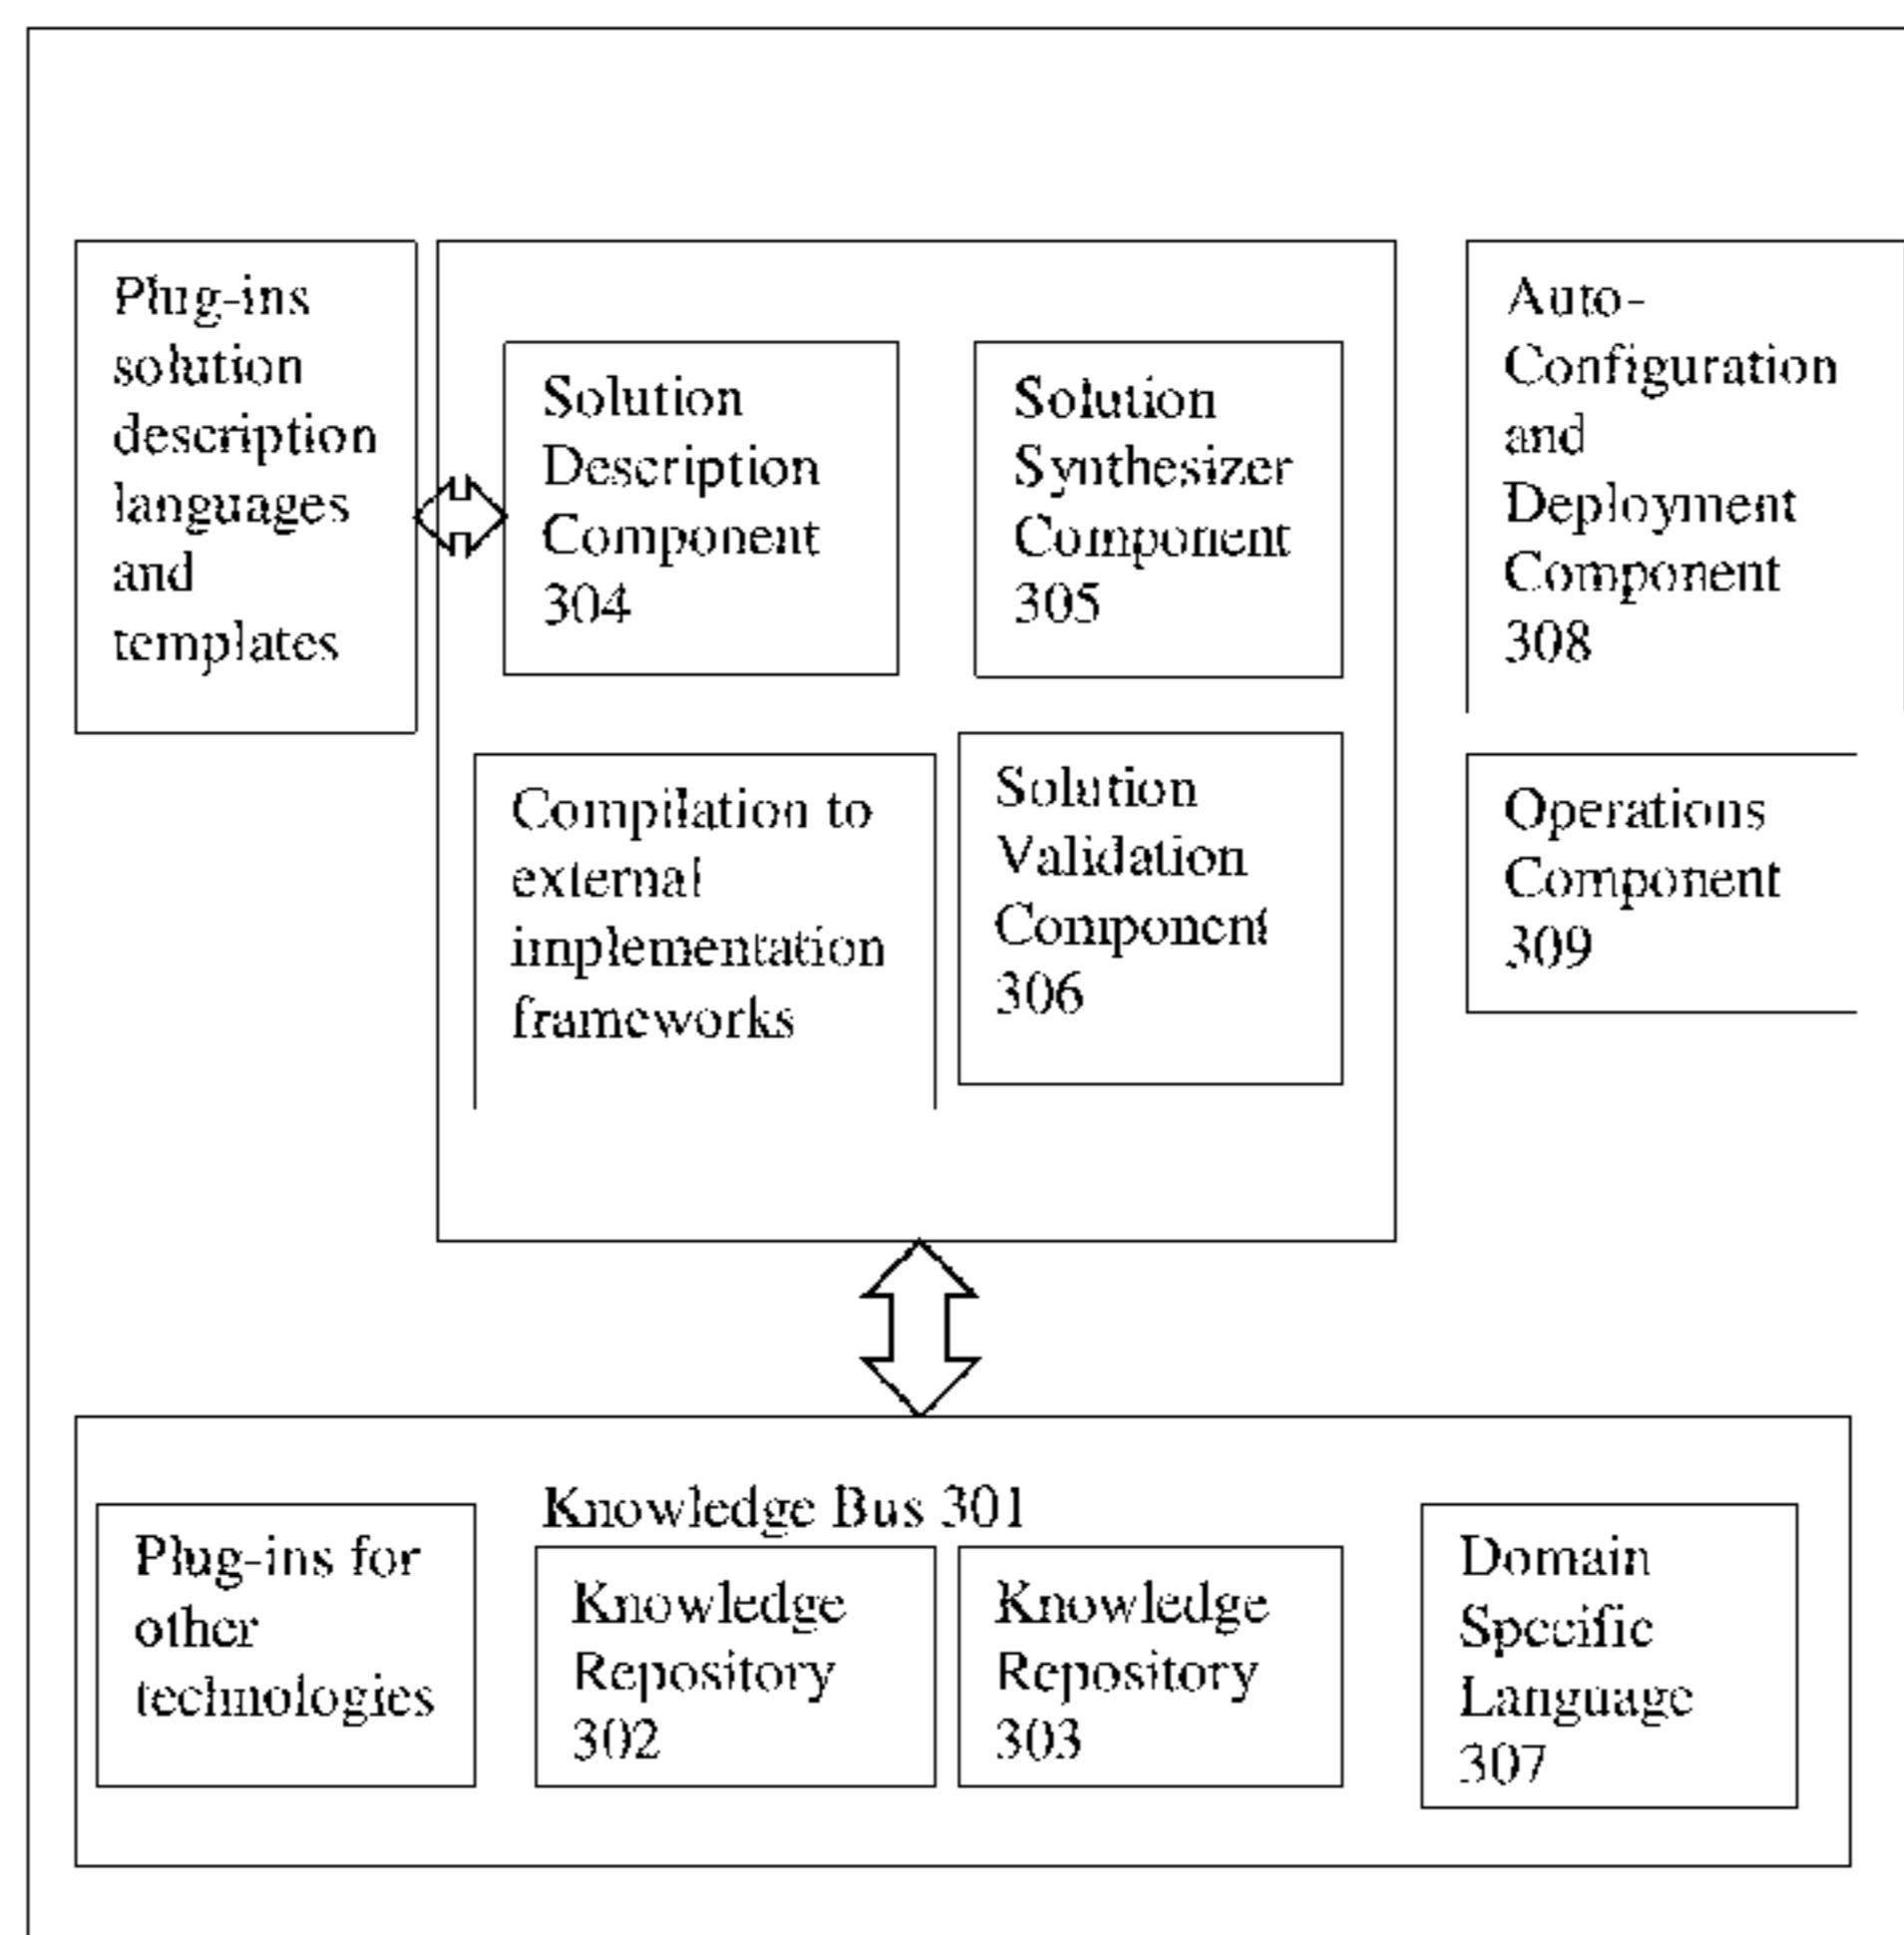 Plug-ins
solution
description
languages
and
templates
Solution
Description
Component
304
Solution
Synthesizer
Component
305
Auto-
Configuration
and
Deployment
Component
308
Compilation to
external
implementation
frameworks
Solution
Validation
Component
306
Operations
Component
309
Knowledge Bus 301
Plug-ins for
other
technologies
Knowledge
Repository
302
Knowledge
Repository
303
Domain
Specific
Language
307